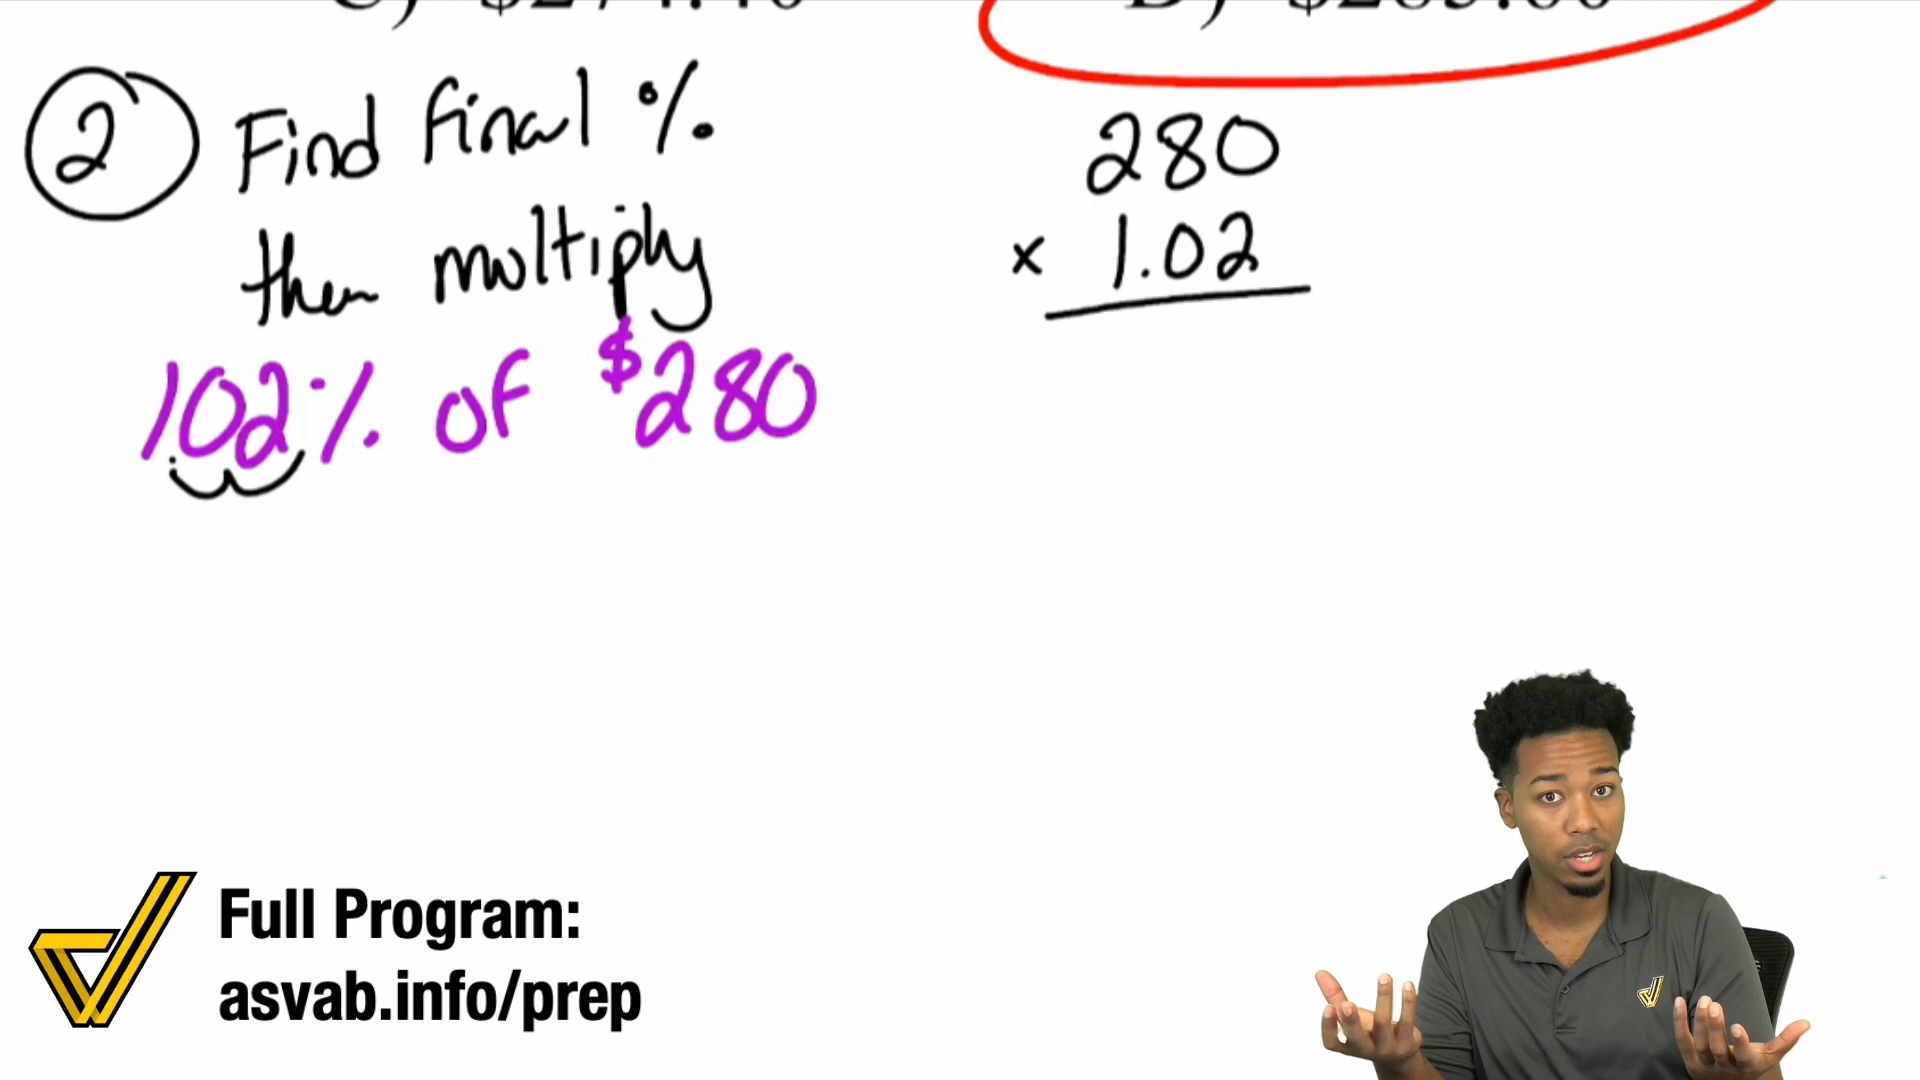 2 Find final %
then multiply
102% of $280
280
× 1.02
Full Program:
asvab.info/prep